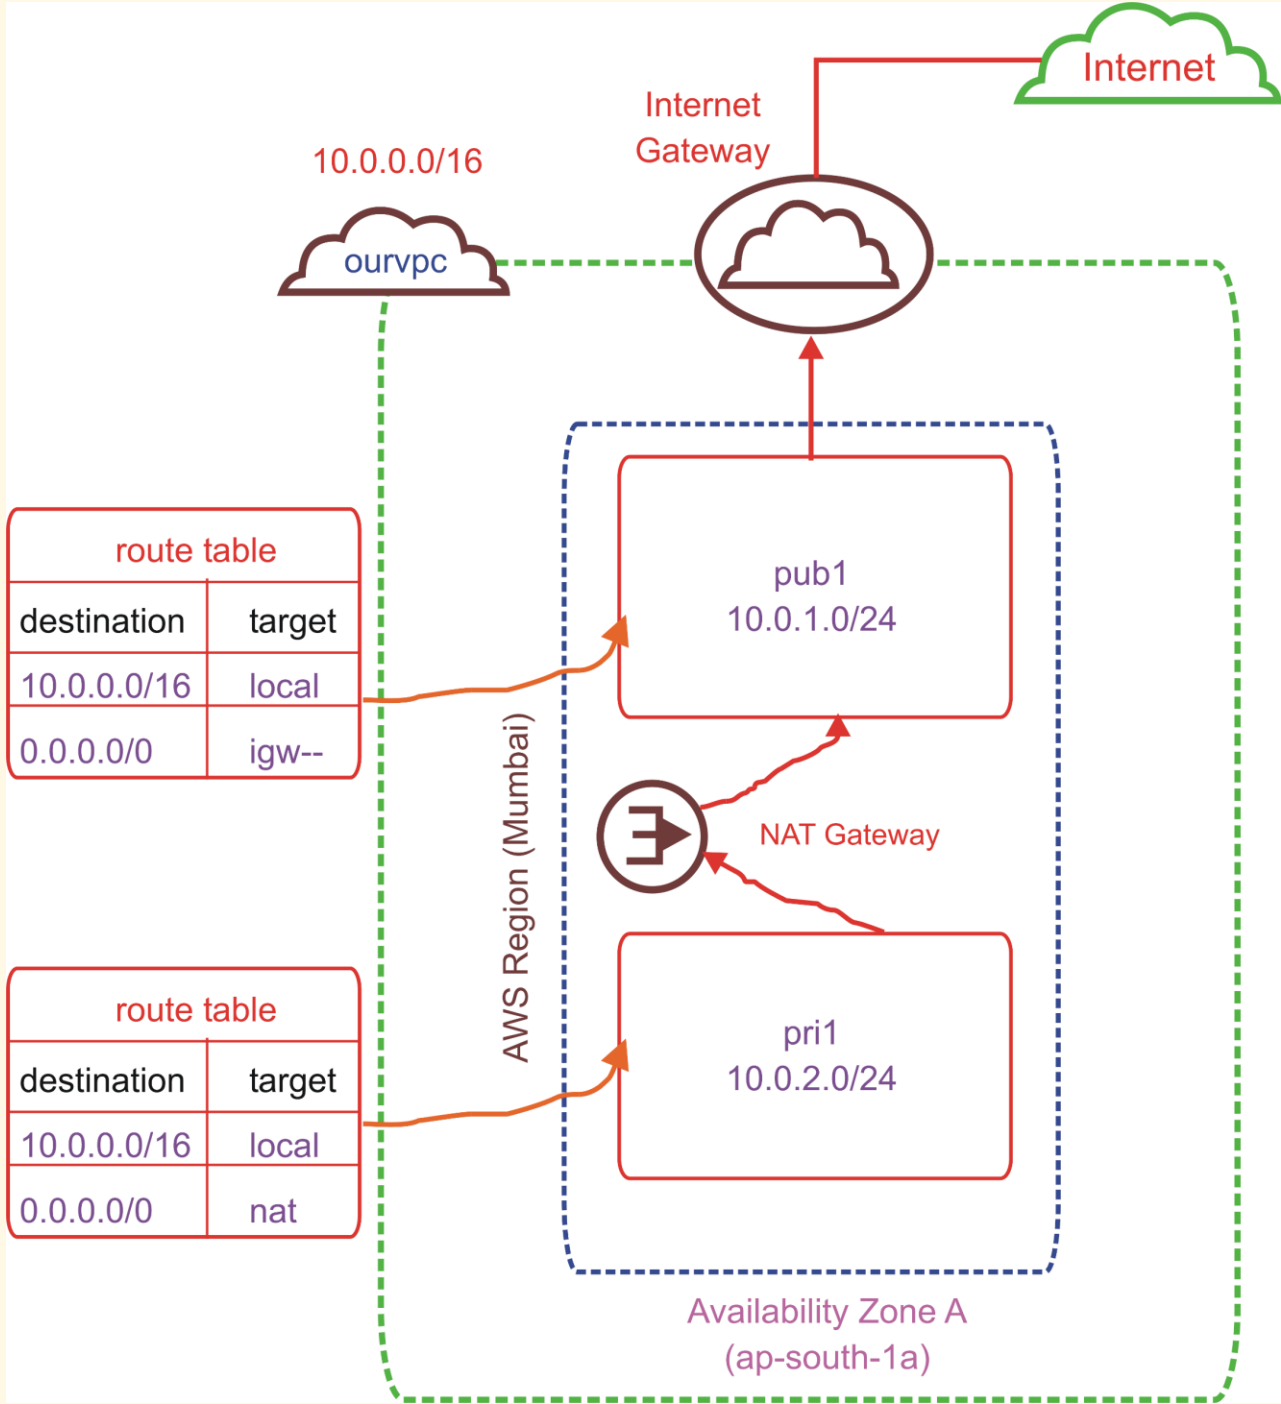 Internet
Internet
Gateway
10.0.0.0/16
ourvpc
route table
destination target
10.0.0.0/16 local
0.0.0.0/0 igw--
pub1
10.0.1.0/24
AWS Region (Mumbai)
NAT Gateway
route table
destination target
10.0.0.0/16 local
0.0.0.0/0 nat
pri1
10.0.2.0/24
Availability Zone A
(ap-south-1a)